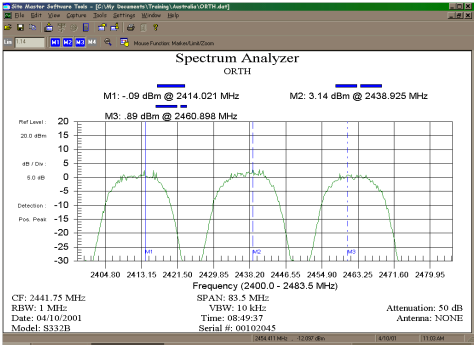 Site Master Software Tools - [C:\My Documents\Training\Australia\ORTH.dat]
File Edit View Capture Tools Settings Window Help
Lim 1.14 M1 M2 M3 M4 Mouse Function: Marker/Limit/Zoom
Spectrum Analyzer
ORTH
M1: -.09 dBm @ 2414.021 MHz M2: 3.14 dBm @ 2438.925 MHz
M3: .89 dBm @ 2460.898 MHz
Ref Level :
20.0 dBm
dB / Div :
5.0 dB
Detection :
Pos. Peak
20
15
10
5
0
-5
-10
-15
-20
-25
-30
M1 M2 M3
2404.80 2413.15 2421.50 2429.85 2438.20 2446.55 2454.90 2463.25 2471.60 2479.95
Frequency (2400.0 - 2483.5 MHz)
CF: 2441.75 MHz SPAN: 83.5 MHz
RBW: 1 MHz VBW: 10 kHz Attenuation: 50 dB
Date: 04/10/2001 Time: 08:49:37 Antenna: NONE
Model: S332B Serial #: 00102045
2454.411 MHz , -12.087 dBm 4/10/01 11:03 AM